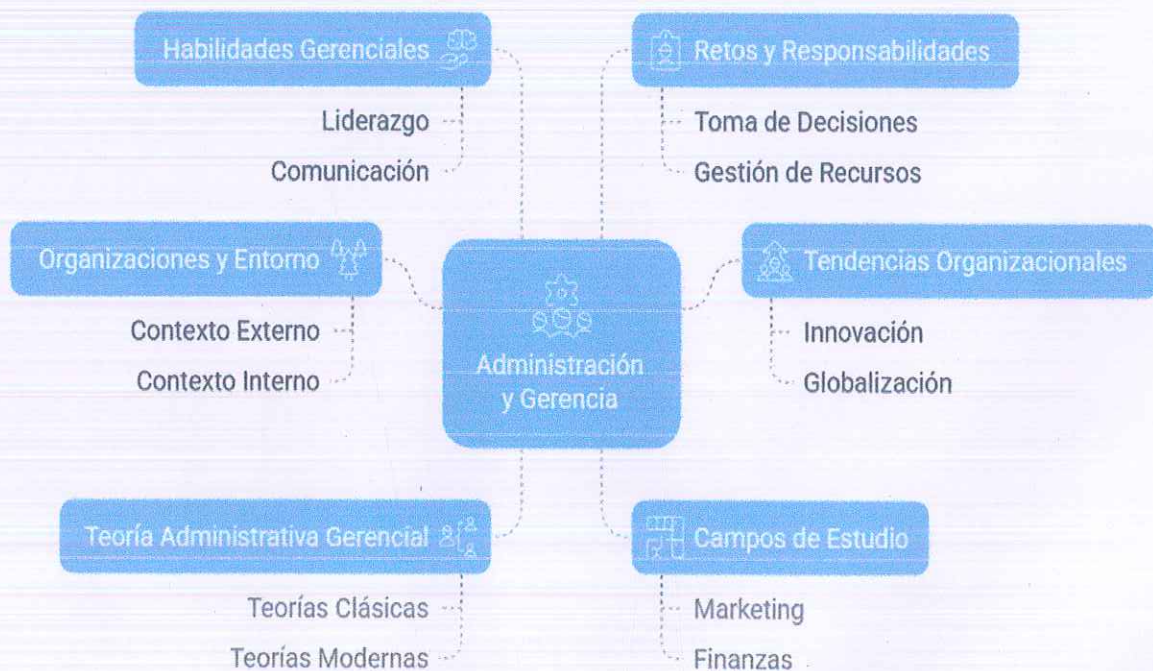 Habilidades Gerenciales
Liderazgo
Comunicación
Retos y Responsabilidades
Toma de Decisiones
Gestión de Recursos
Organizaciones y Entorno
Contexto Externo
Contexto Interno
Administración
y Gerencia
Tendencias Organizacionales
Innovación
Globalización
Teoría Administrativa Gerencial
Teorías Clásicas
Teorías Modernas
Campos de Estudio
Marketing
Finanzas